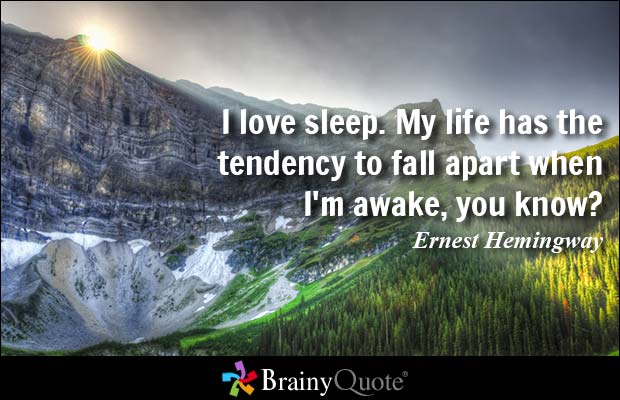 I love sleep. My life has the
tendency to fall apart when
I'm awake, you know?
Ernest Hemingway
BrainyQuote®